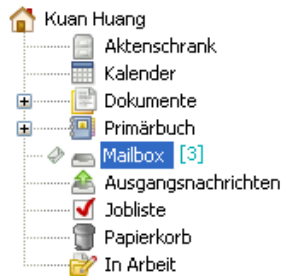 Kuan Huang
Aktenschrank
Kalender
Dokumente
Primärbuch
Mailbox [3]
Ausgangsnachrichten
Jobliste
Papierkorb
In Arbeit